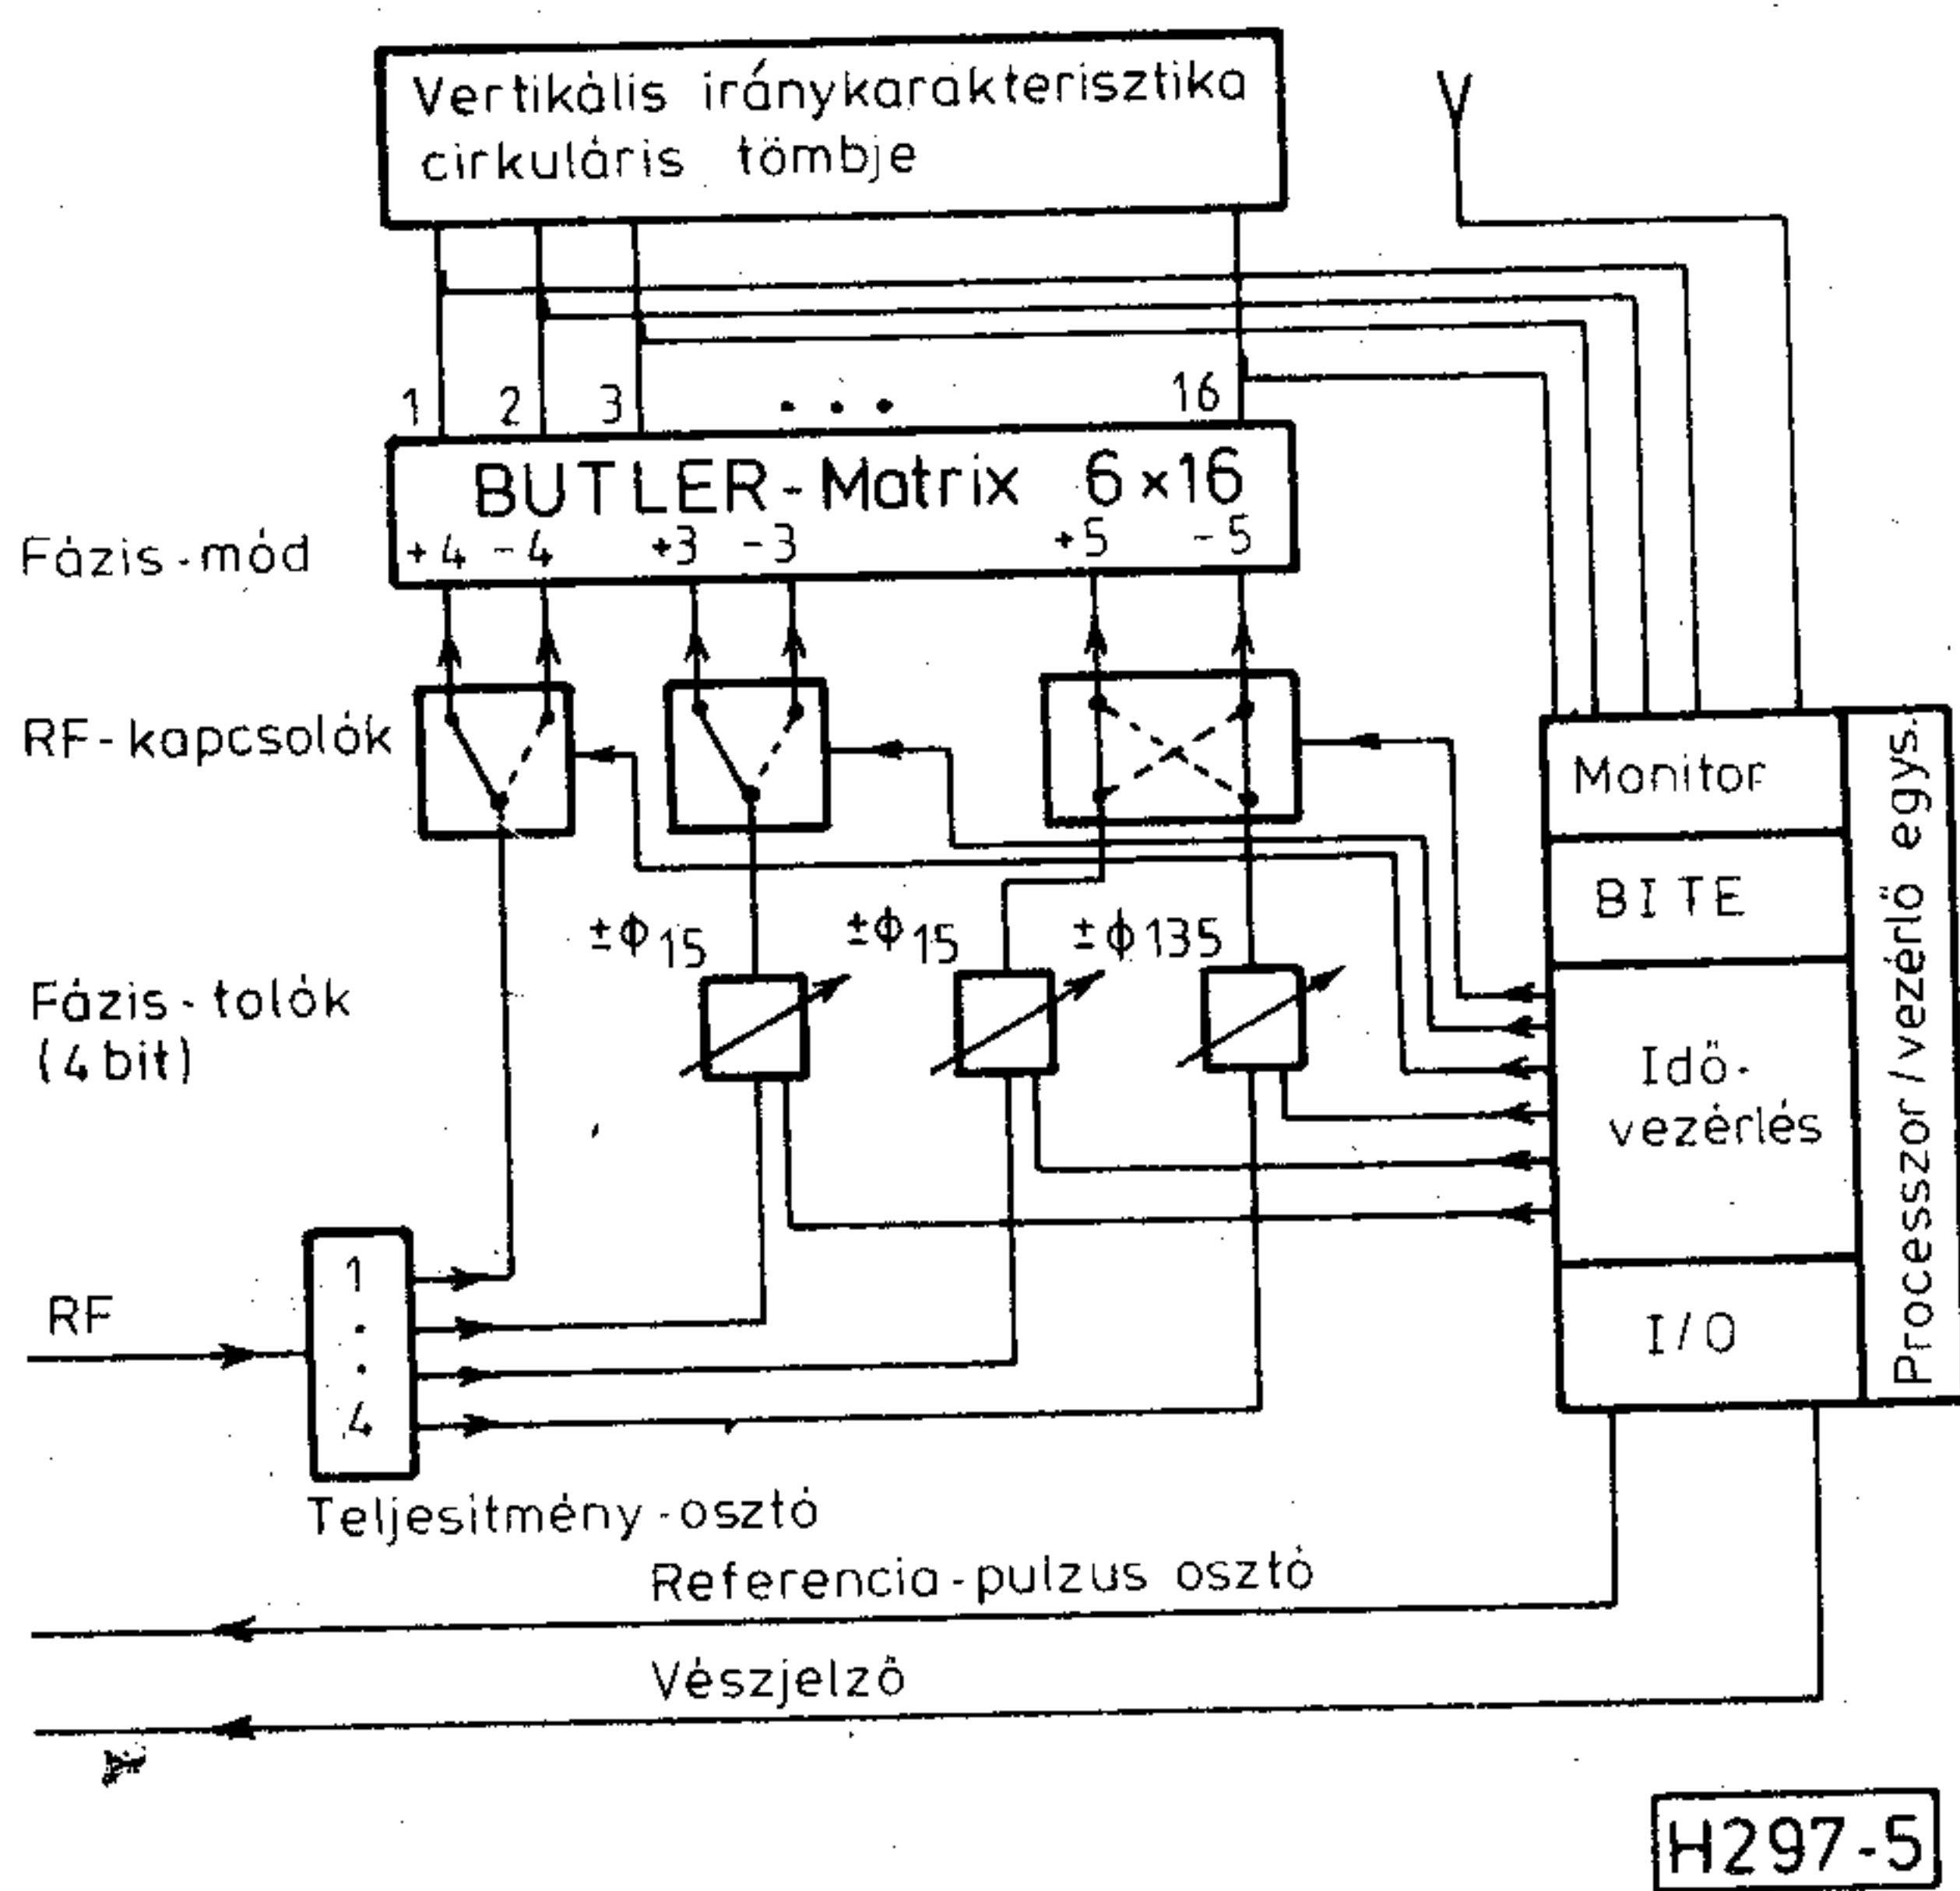 Vertikális iránykarakterisztika
cirkuláris tömbje
1 2 3 . . . 16
BUTLER-Matrix 6x16
Fázis-mód
+4 -4 +3 -3 +5 -5
RF-kapcsolók
Monitor
BITE
±ϕ15 ±ϕ15 ±ϕ135
Fázis-tolók
(4 bit)
Idő-
vezérlés
Processzor/vezérlő egys.
RF
1
.
.
4
I/O
Teljesitmény-osztó
Referencia-pulzus osztó
Vészjelző
H297-5